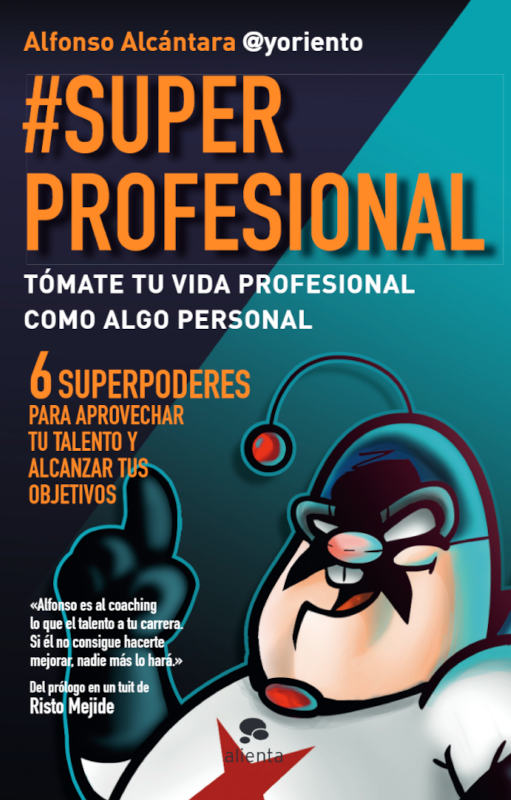 Alfonso Alcántara @yoriento
#SUPER
PROFESIONAL
TÓMATE TU VIDA PROFESIONAL
COMO ALGO PERSONAL
6 SUPERPODERES
PARA APROVECHAR
TU TALENTO Y
ALCANZAR TUS
OBJETIVOS
«Alfonso es al coaching
lo que el talento a tu carrera.
Si él no consigue hacerte
mejorar, nadie más lo hará.»
Del prólogo en un tuit de
Risto Mejide
alienta